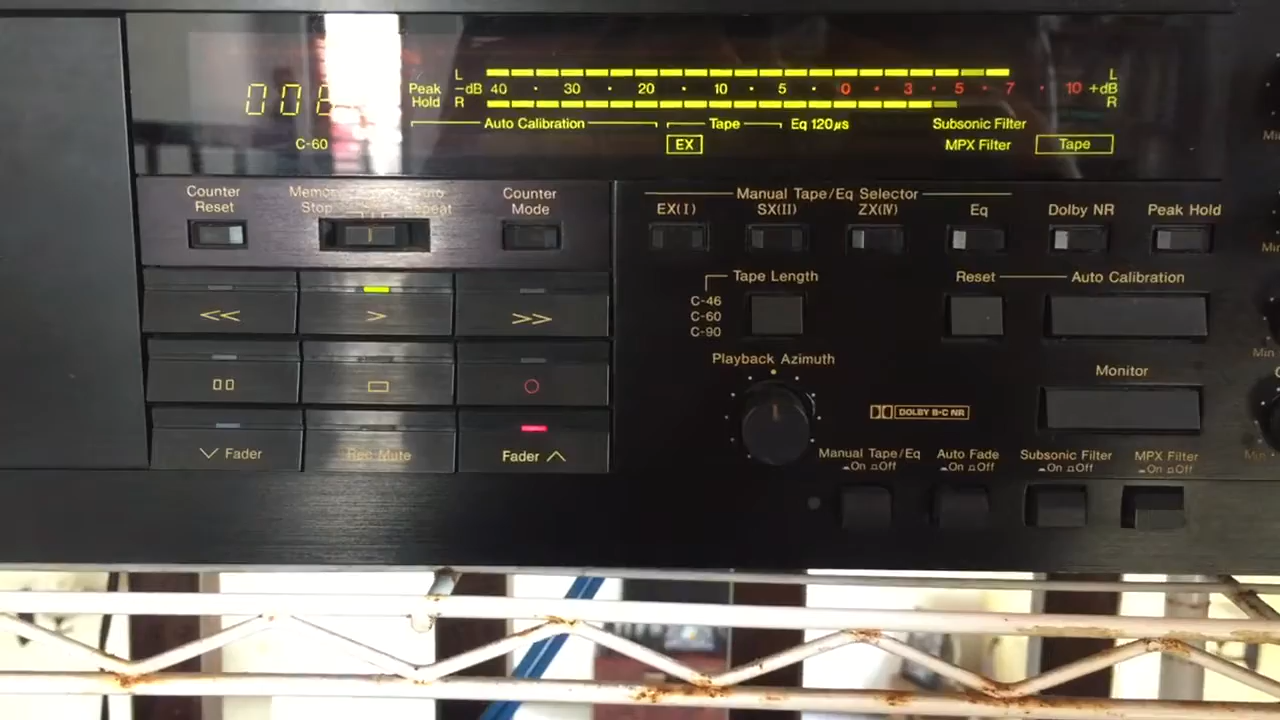 L
Peak -dB 40 · 30 · 20 · 10 · 5 · 0 · 3 · 5 · 7 · 10 +dB
Hold R
L
R
Auto Calibration Tape Eq 120μs Subsonic Filter
C-60 EX MPX Filter Tape
Counter
Reset
Stop
Counter
Mode
Manual Tape/Eq Selector
EX(I) SX(II) ZX(IV) Eq Dolby NR Peak Hold
Tape Length Reset Auto Calibration
C-46
C-60
C-90
<< > >>
Playback Azimuth Monitor
DOLBY B-C NR
Fader Rec Mute Fader
Manual Tape/Eq Auto Fade Subsonic Filter MPX Filter
On Off On Off On Off On Off